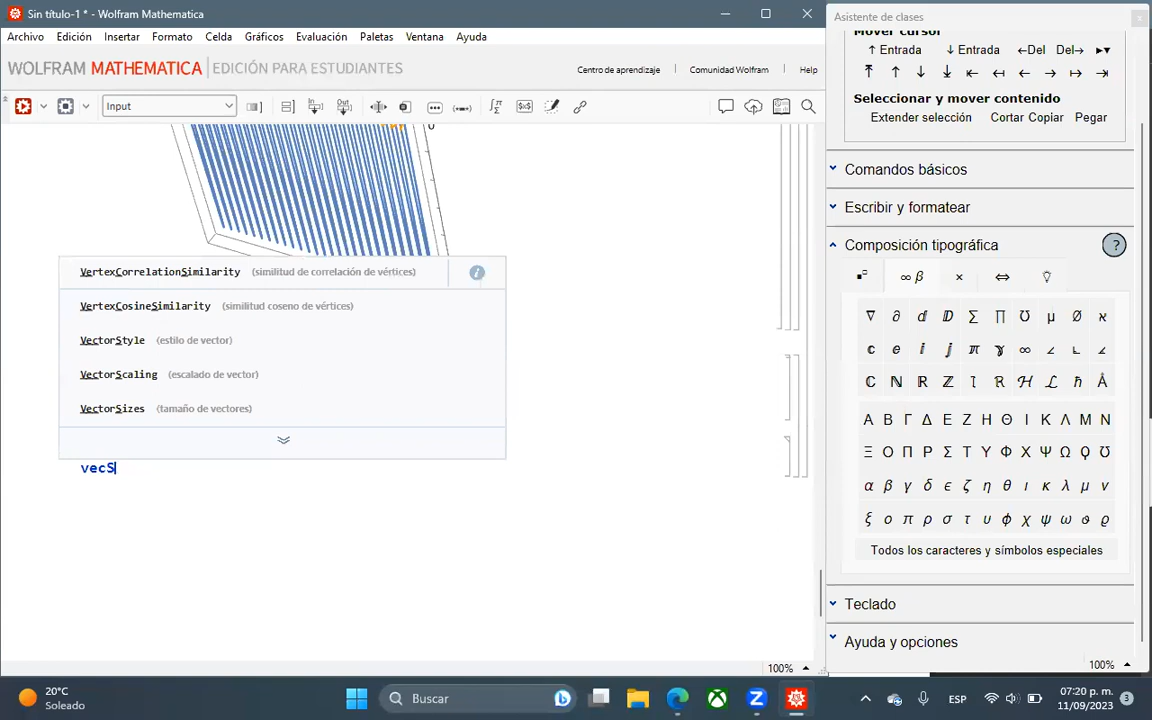 Sin título-1 * - Wolfram Mathematica
Archivo Edición Insertar Formato Celda Gráficos Evaluación Paletas Ventana Ayuda
WOLFRAM MATHEMATICA | EDICIÓN PARA ESTUDIANTES
Centro de aprendizaje | Comunidad Wolfram | Help
Input
0
VertexCorrelationSimilarity (similitud de correlación de vértices)
VertexCosineSimilarity (similitud coseno de vértices)
VectorStyle (estilo de vector)
VectorScaling (escalado de vector)
VectorSizes (tamaño de vectores)
vecS
100%
Asistente de clases
Mover cursor
↑ Entrada ↓ Entrada ←Del Del→
Seleccionar y mover contenido
Extender selección Cortar Copiar Pegar
Comandos básicos
Escribir y formatear
Composición tipográfica
?
∞ β
∇ ∂ ⅆ ⅅ ∑ ∏ ℧ μ Ø ℵ
ⅇ ⅈ ⅉ π ∞
ℂ ℕ ℝ ℤ ℋ ℒ ℏ Å
Α Β Γ Δ Ε Ζ Η Θ Ι Κ Λ Μ Ν
Ξ Ο Π Ρ Σ Τ Υ Φ Χ Ψ Ω Ϙ ℧
α β γ δ ϵ ζ η θ ι κ λ μ ν
ξ ο π ρ σ τ υ ϕ χ ψ ω ϑ ϱ
Todos los caracteres y símbolos especiales
Teclado
Ayuda y opciones
100%
20°C
Soleado
Buscar
ESP
07:20 p. m.
11/09/2023
3